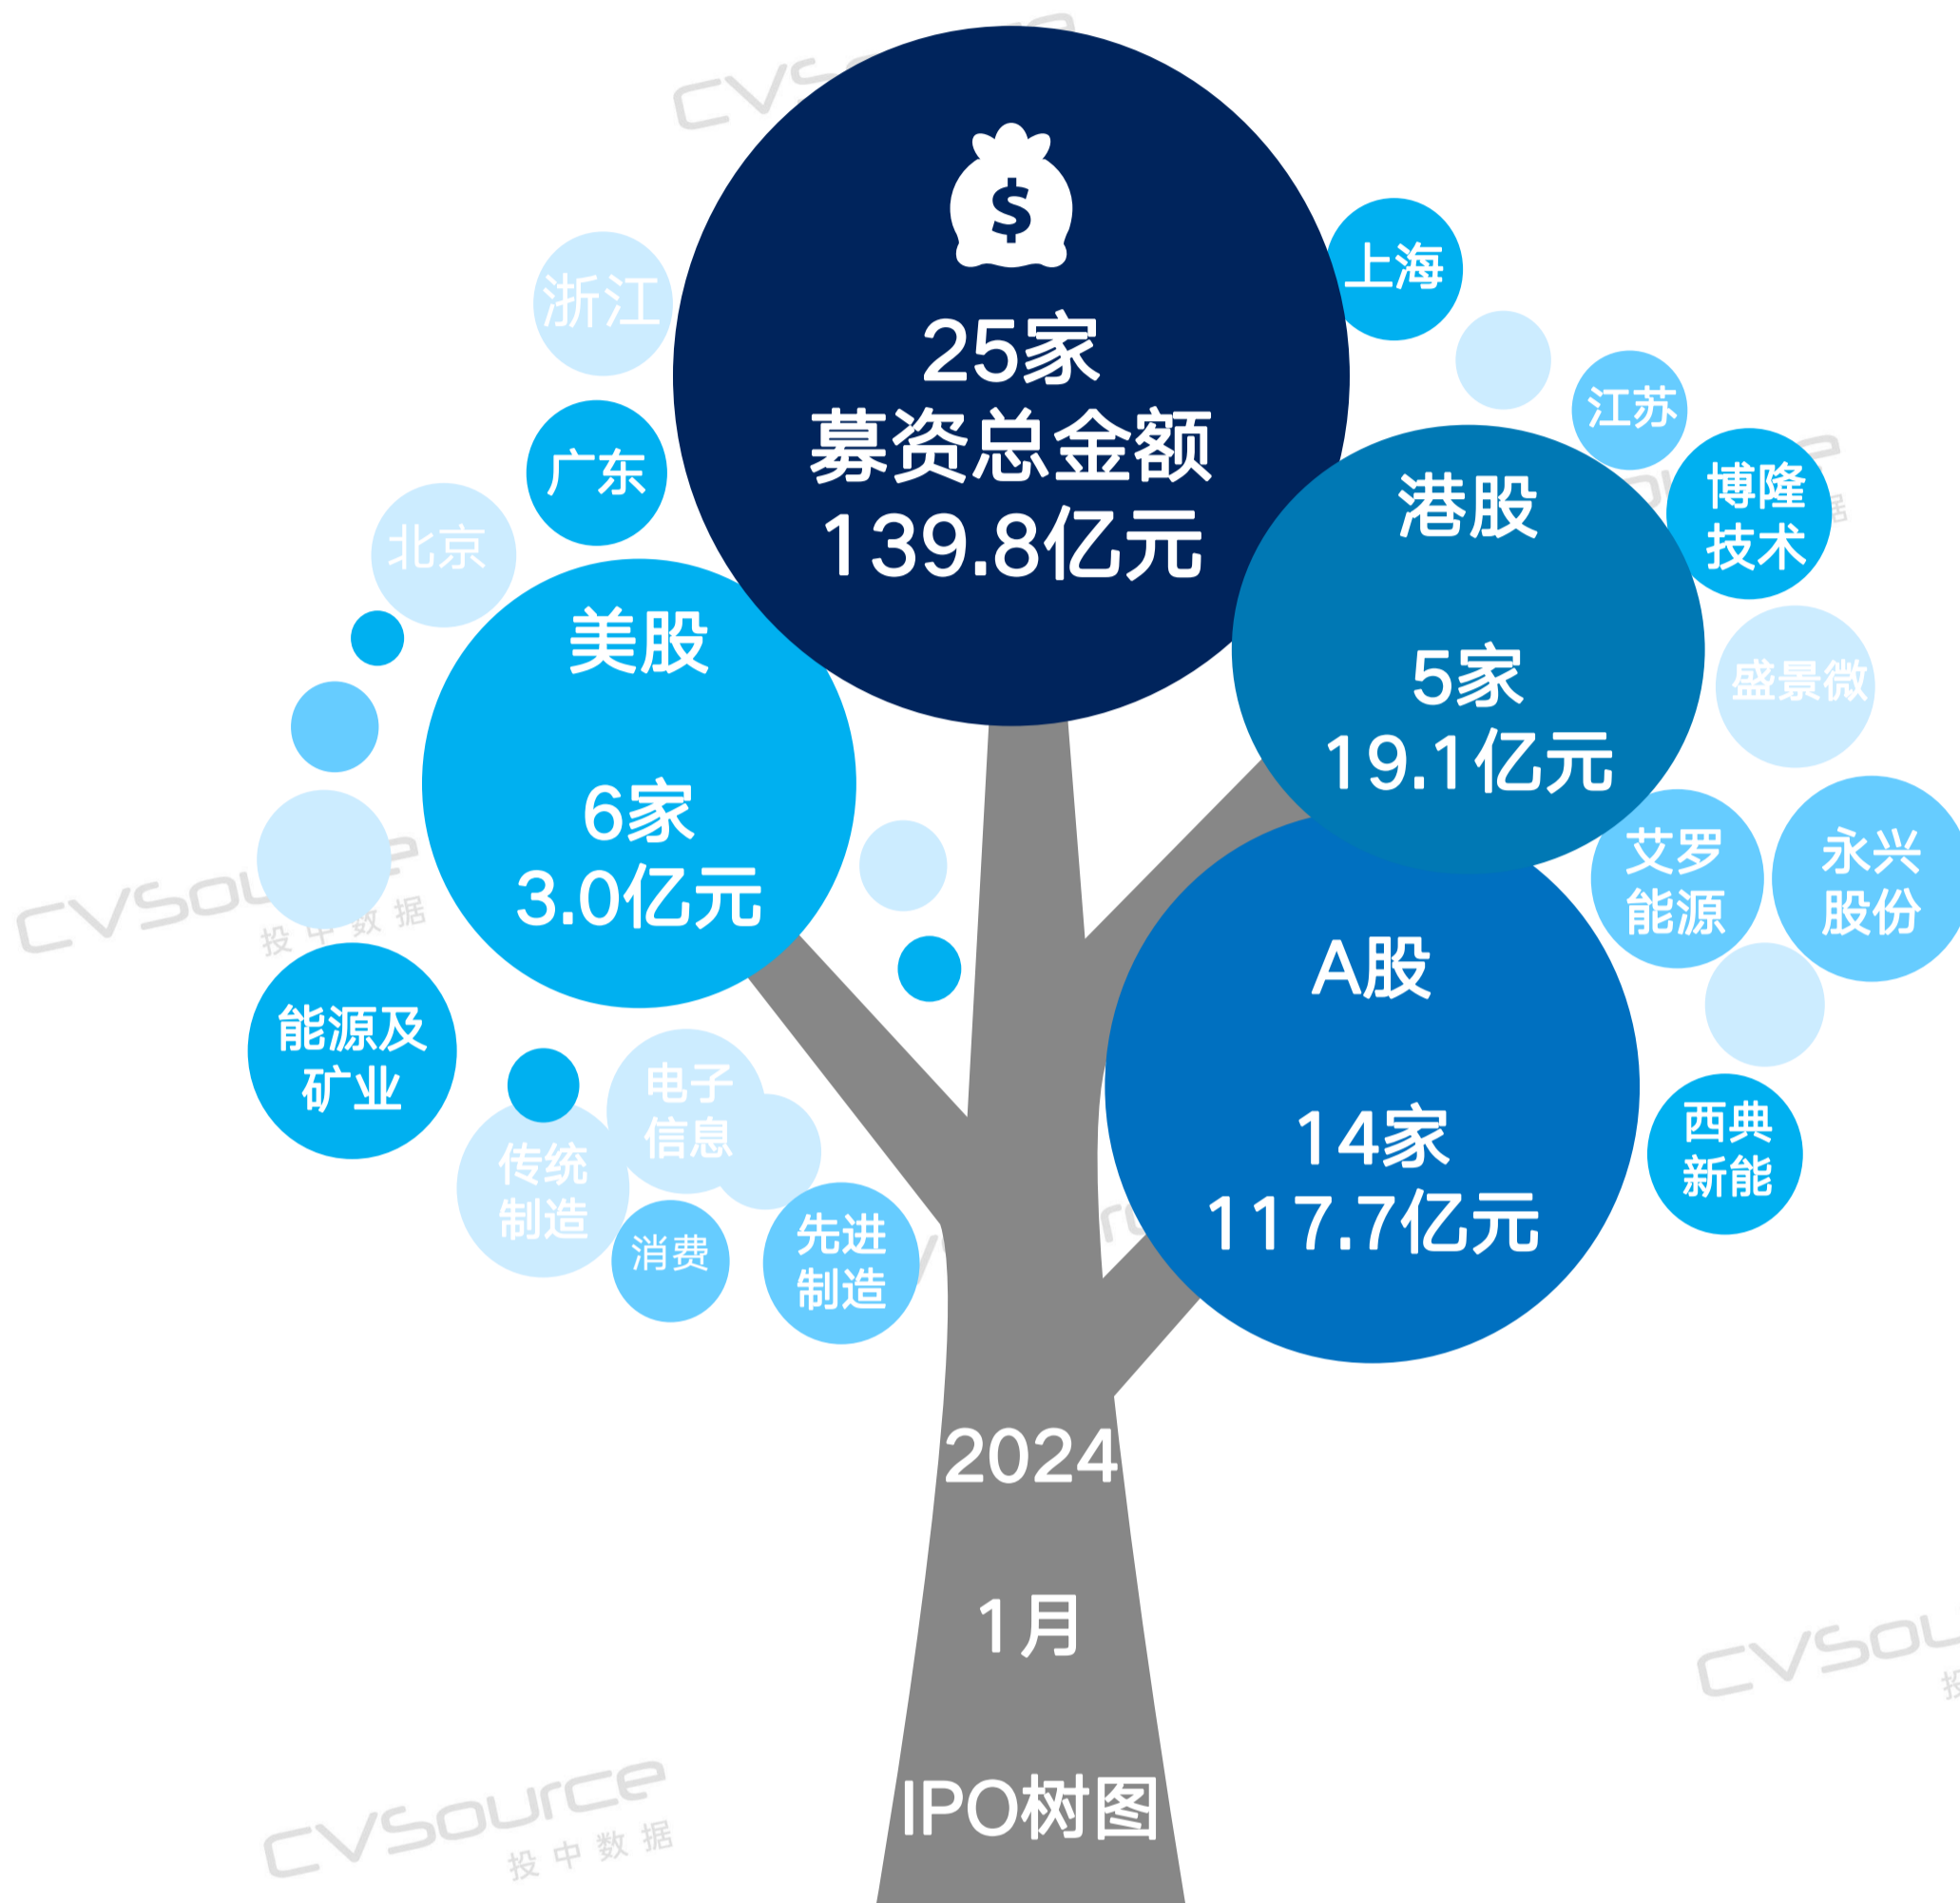 25家
募资总金额
139.8亿元
浙江
上海
广东
江苏
北京
港股
5家
19.1亿元
博隆
技术
盛景微
美股
6家
3.0亿元
艾罗
能源
永兴
股份
A股
14家
117.7亿元
能源及
矿业
电子
信息
传统
制造
消费
先进
制造
西典
新能
2024
1月
IPO树图
CVSource
投中数据